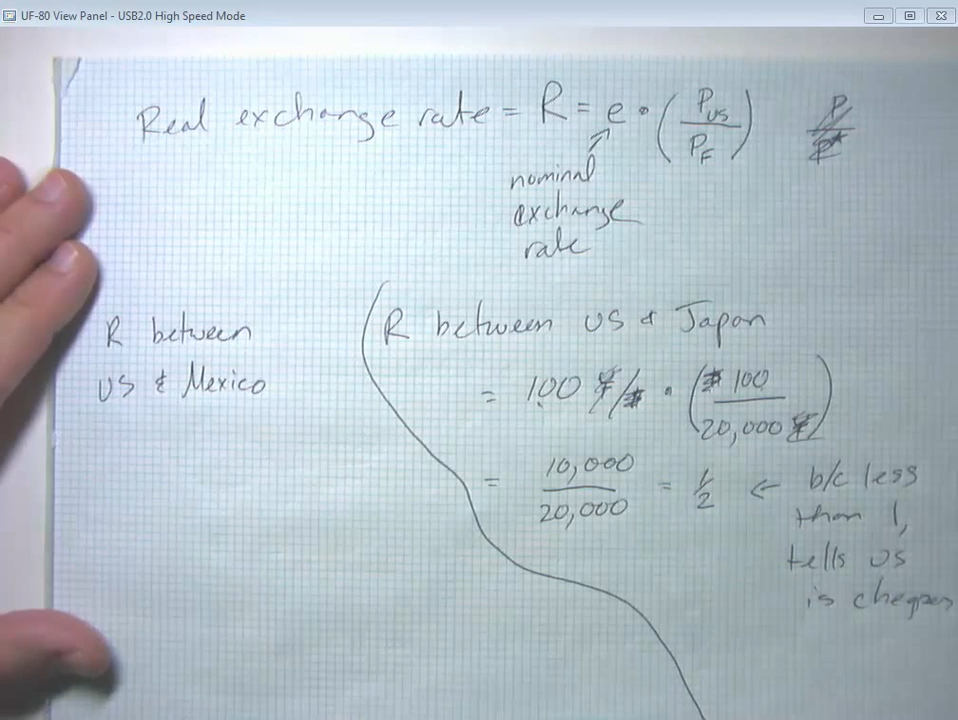 UF-80 View Panel - USB2.0 High Speed Mode
Real exchange rate = R = e • (P_US / P_F) P/P*
nominal
exchange
rate
R between
US & Mexico
R between US & Japan
= 100 ¥/$ • ($100 / 20,000 ¥)
= 10,000/20,000 = 1/2 ← b/c less
than 1,
tells US
is cheaper